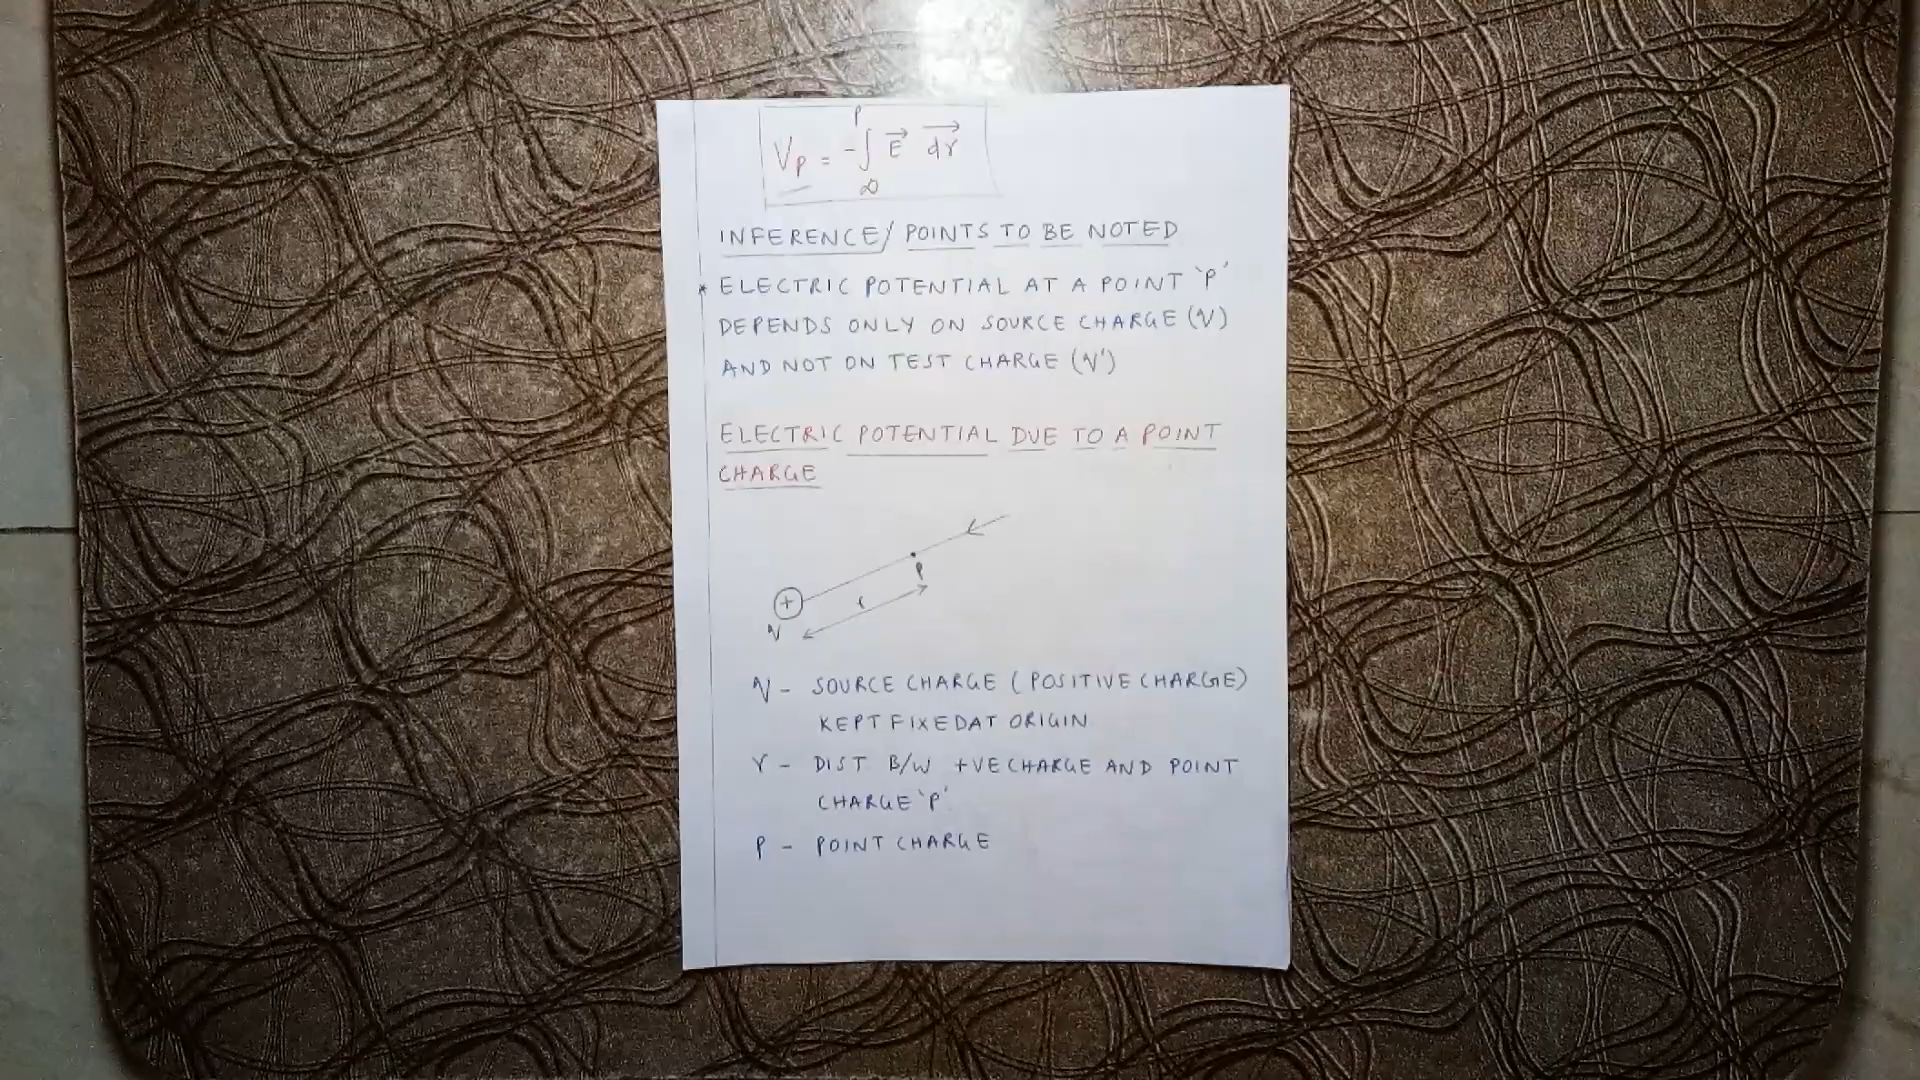 P
Vp = -∫ E⃗ dr⃗
∞
INFERENCE/ POINTS TO BE NOTED
* ELECTRIC POTENTIAL AT A POINT 'P'
DEPENDS ONLY ON SOURCE CHARGE (q)
AND NOT ON TEST CHARGE (q')
ELECTRIC POTENTIAL DUE TO A POINT
CHARGE
P
r
+
q
q - SOURCE CHARGE (POSITIVE CHARGE)
KEPT FIXED AT ORIGIN
r - DIST B/W +VE CHARGE AND POINT
CHARGE 'P'
P - POINT CHARGE